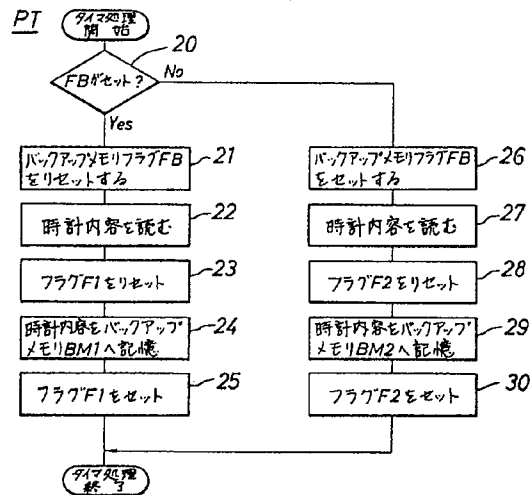 PT
タイマ処理
開始
20
FBがセット?
No
Yes
バックアップメモリフラグFB
をリセットする
21
時計内容を読む
22
フラグF1をリセット
23
時計内容をバックアップ
メモリBM1へ記憶
24
フラグF1をセット
25
バックアップメモリフラグFB
をセットする
26
時計内容を読む
27
フラグF2をリセット
28
時計内容をバックアップ
メモリBM2へ記憶
29
フラグF2をセット
30
タイマ処理
終了